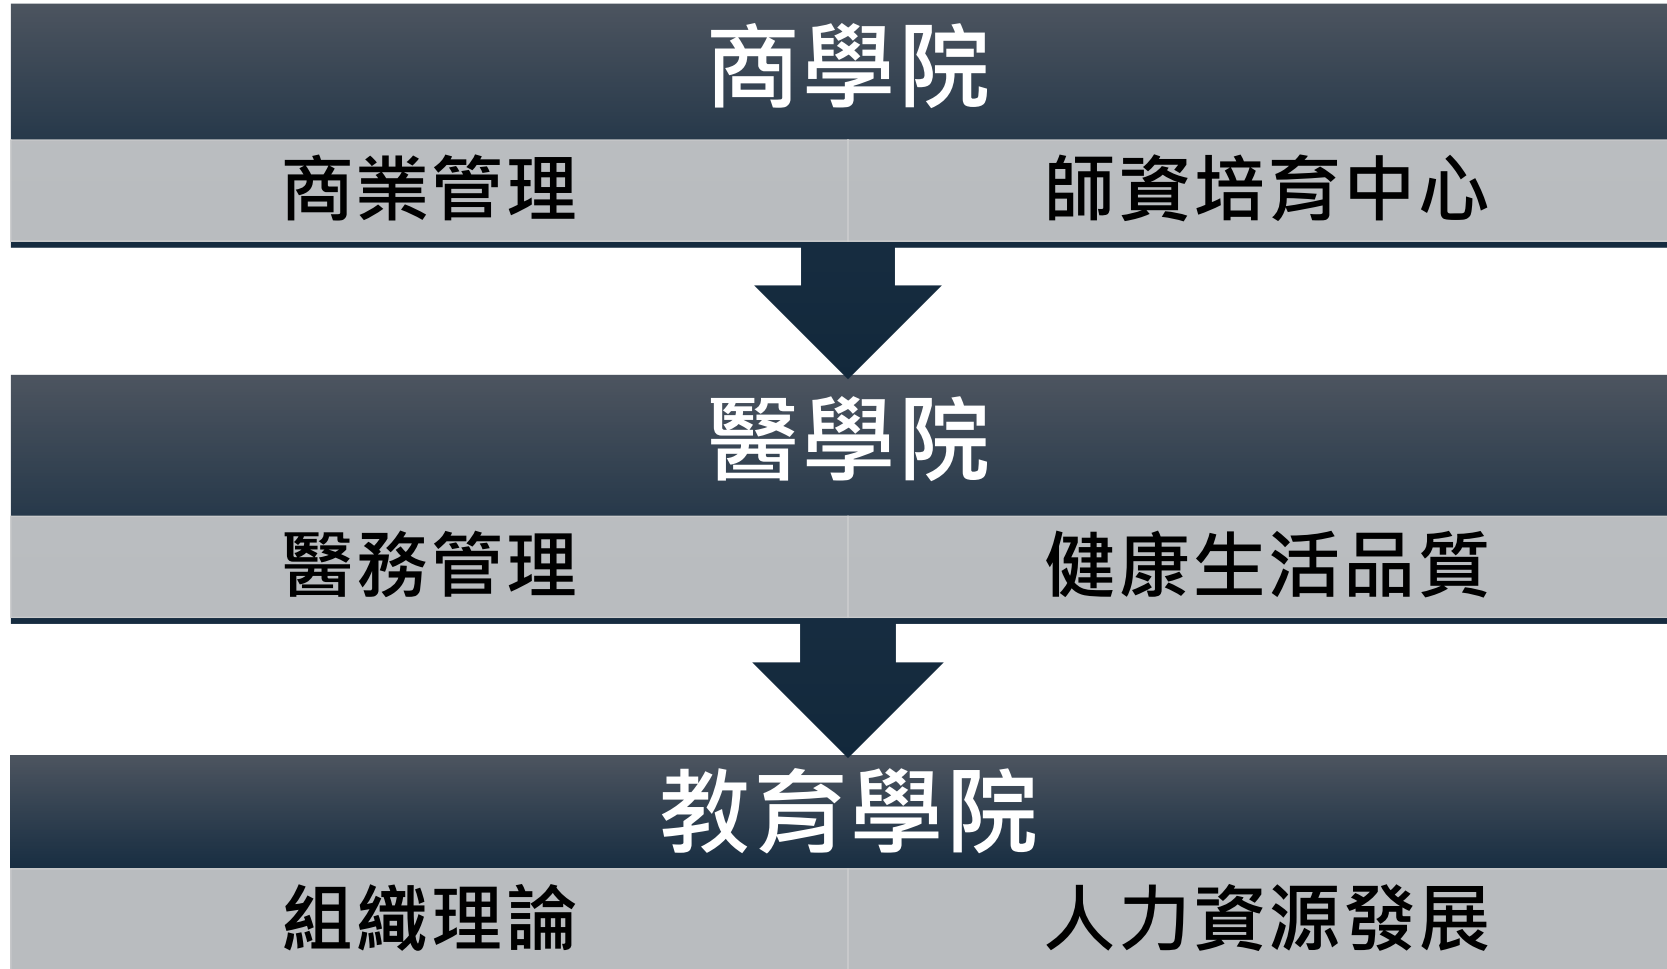 商學院
商業管理 師資培育中心
醫學院
醫務管理 健康生活品質
教育學院
組織理論 人力資源發展